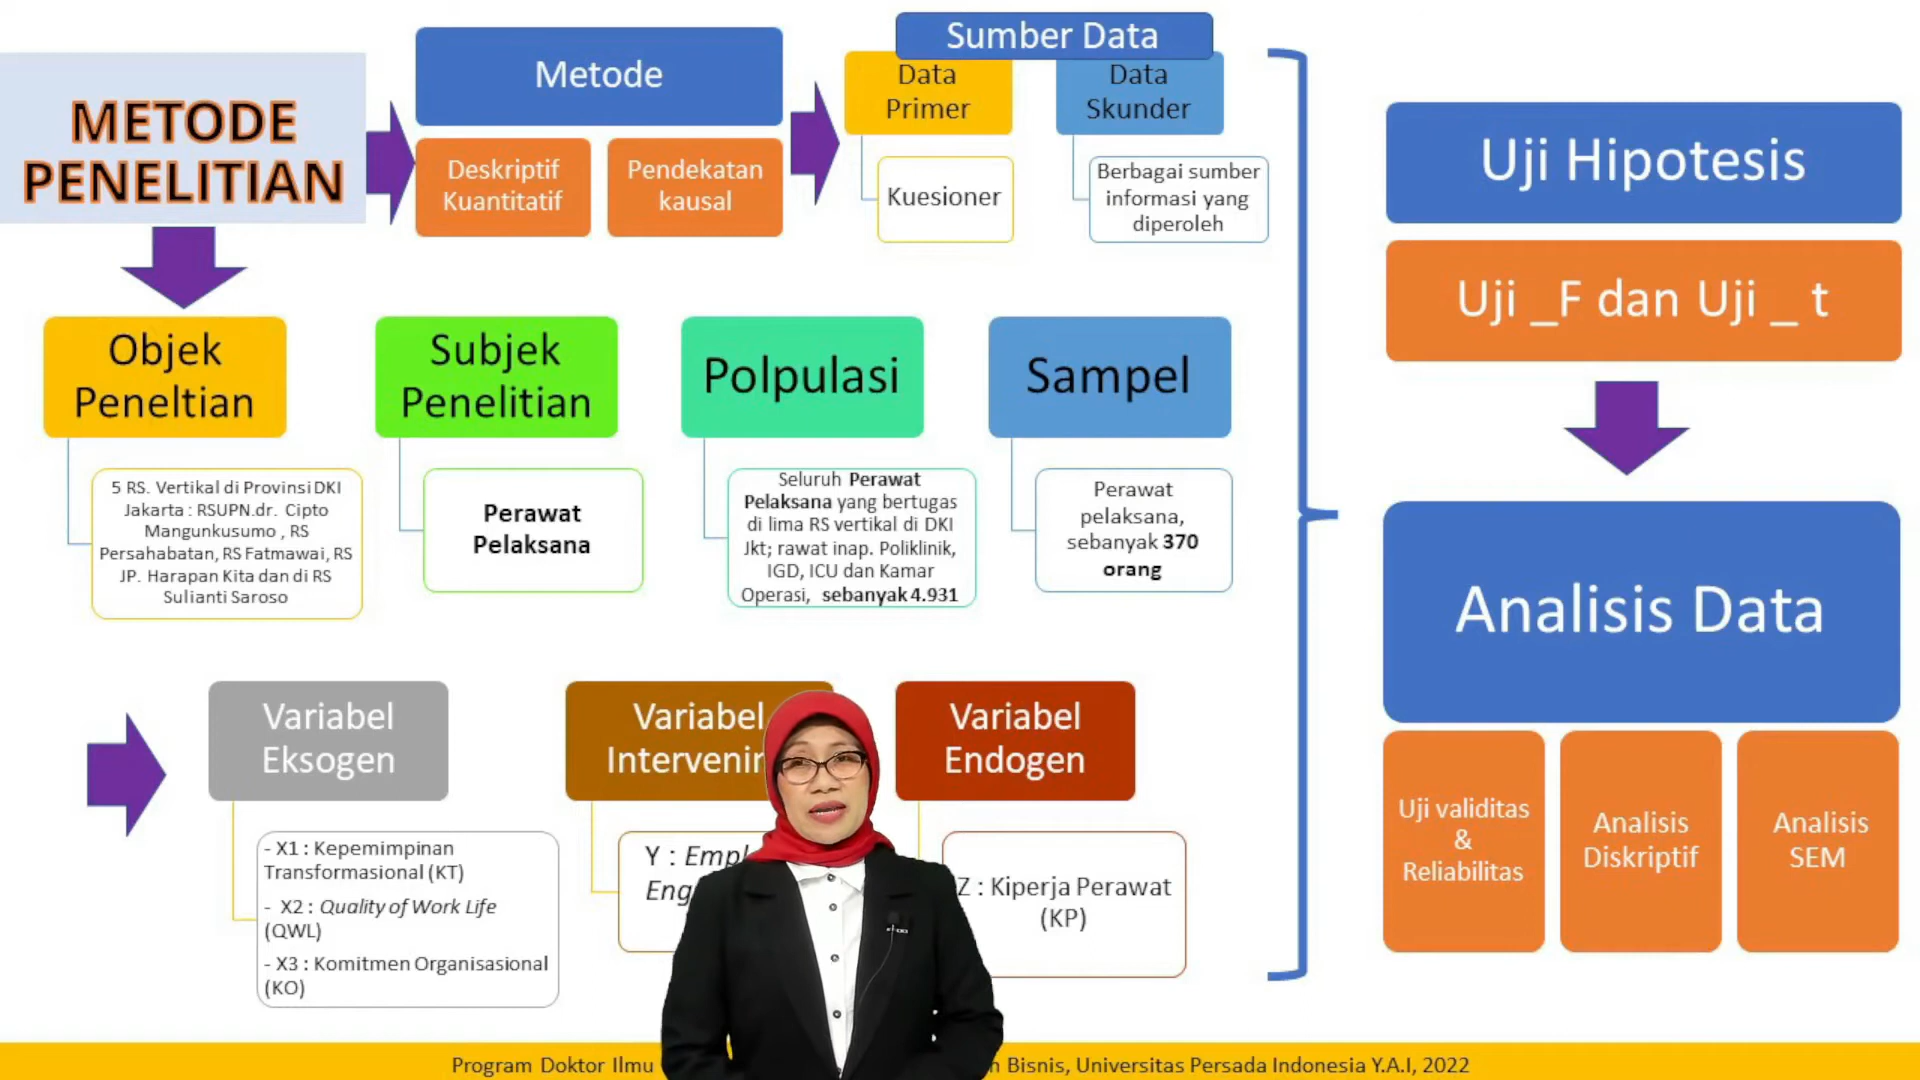 METODE
PENELITIAN
Metode
Deskriptif
Kuantitatif
Pendekatan
kausal
Sumber Data
Data
Primer
Kuesioner
Data
Skunder
Berbagai sumber
informasi yang
diperoleh
Objek
Peneltian
5 RS. Vertikal di Provinsi DKI
Jakarta : RSUPN.dr. Cipto
Mangunkusumo , RS
Persahabatan, RS Fatmawai, RS
JP. Harapan Kita dan di RS
Sulianti Saroso
Subjek
Penelitian
Perawat
Pelaksana
Polpulasi
Seluruh Perawat
Pelaksana yang bertugas
di lima RS vertikal di DKI
Jkt; rawat inap. Poliklinik,
IGD, ICU dan Kamar
Operasi, sebanyak 4.931
Sampel
Perawat
pelaksana,
sebanyak 370
orang
Variabel
Eksogen
- X1 : Kepemimpinan
Transformasional (KT)
- X2 : Quality of Work Life
(QWL)
- X3 : Komitmen Organisasional
(KO)
Variabel
Y :
Variabel
Endogen
Z : Kiperja Perawat
(KP)
Uji Hipotesis
Uji _F dan Uji _ t
Analisis Data
Uji validitas
&
Reliabilitas
Analisis
Diskriptif
Analisis
SEM
Program Doktor Ilmu
Bisnis, Universitas Persada Indonesia Y.A.I, 2022